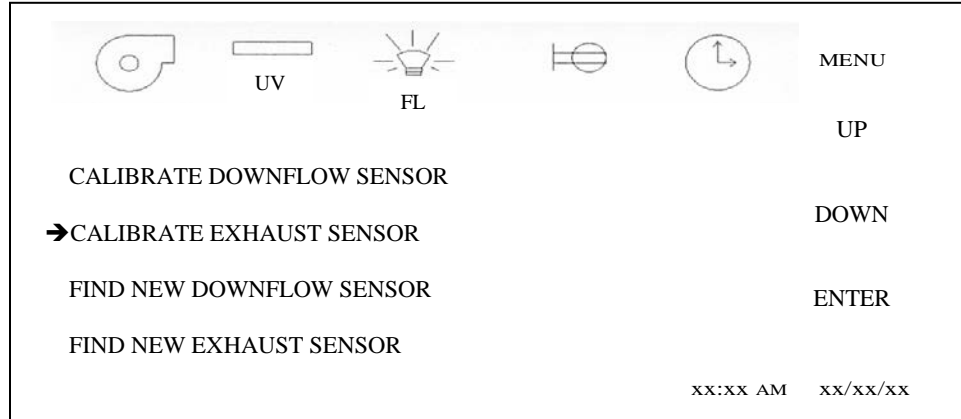 MENU
UV
FL
UP
CALIBRATE DOWNFLOW SENSOR
DOWN
➔CALIBRATE EXHAUST SENSOR
FIND NEW DOWNFLOW SENSOR
ENTER
FIND NEW EXHAUST SENSOR
xx:xx AM xx/xx/xx